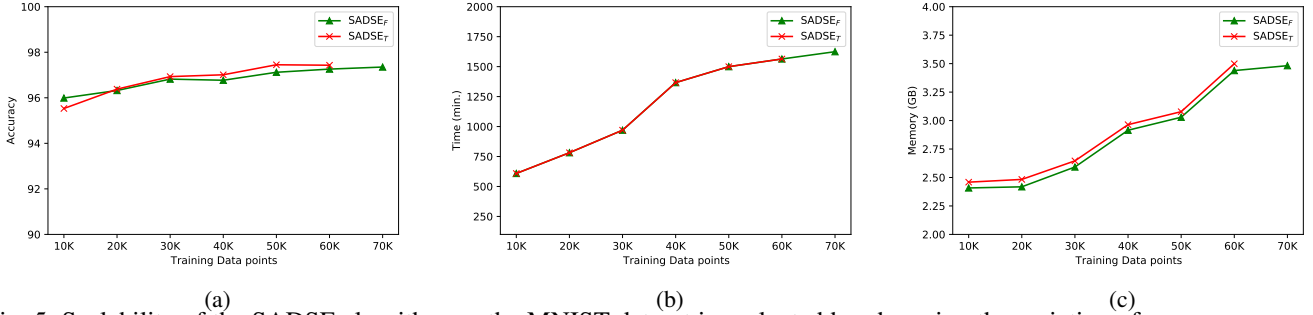 100
98
96
94
92
90
Accuracy
10K 20K 30K 40K 50K 60K 70K
Training Data points
SADSE_F
SADSE_T
(a)
2000
1750
1500
1250
1000
750
500
250
Time (min.)
10K 20K 30K 40K 50K 60K 70K
Training Data points
SADSE_F
SADSE_T
(b)
4.00
3.75
3.50
3.25
3.00
2.75
2.50
2.25
2.00
Memory (GB)
10K 20K 30K 40K 50K 60K 70K
Training Data points
SADSE_F
SADSE_T
(c)